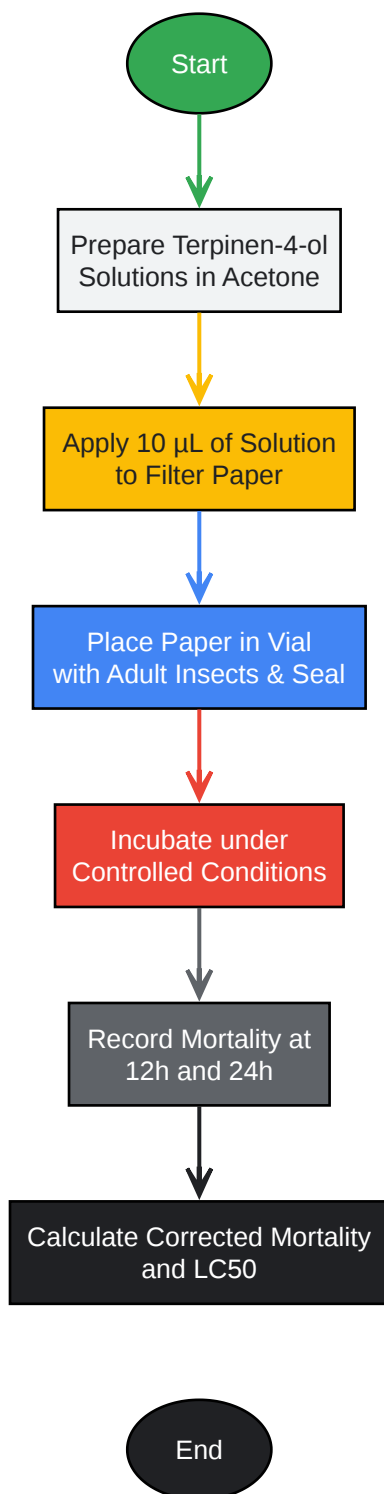 Start
Prepare Terpinen-4-ol
Solutions in Acetone
Apply 10 µL of Solution
to Filter Paper
Place Paper in Vial
with Adult Insects & Seal
Incubate under
Controlled Conditions
Record Mortality at
12h and 24h
Calculate Corrected Mortality
and LC50
End